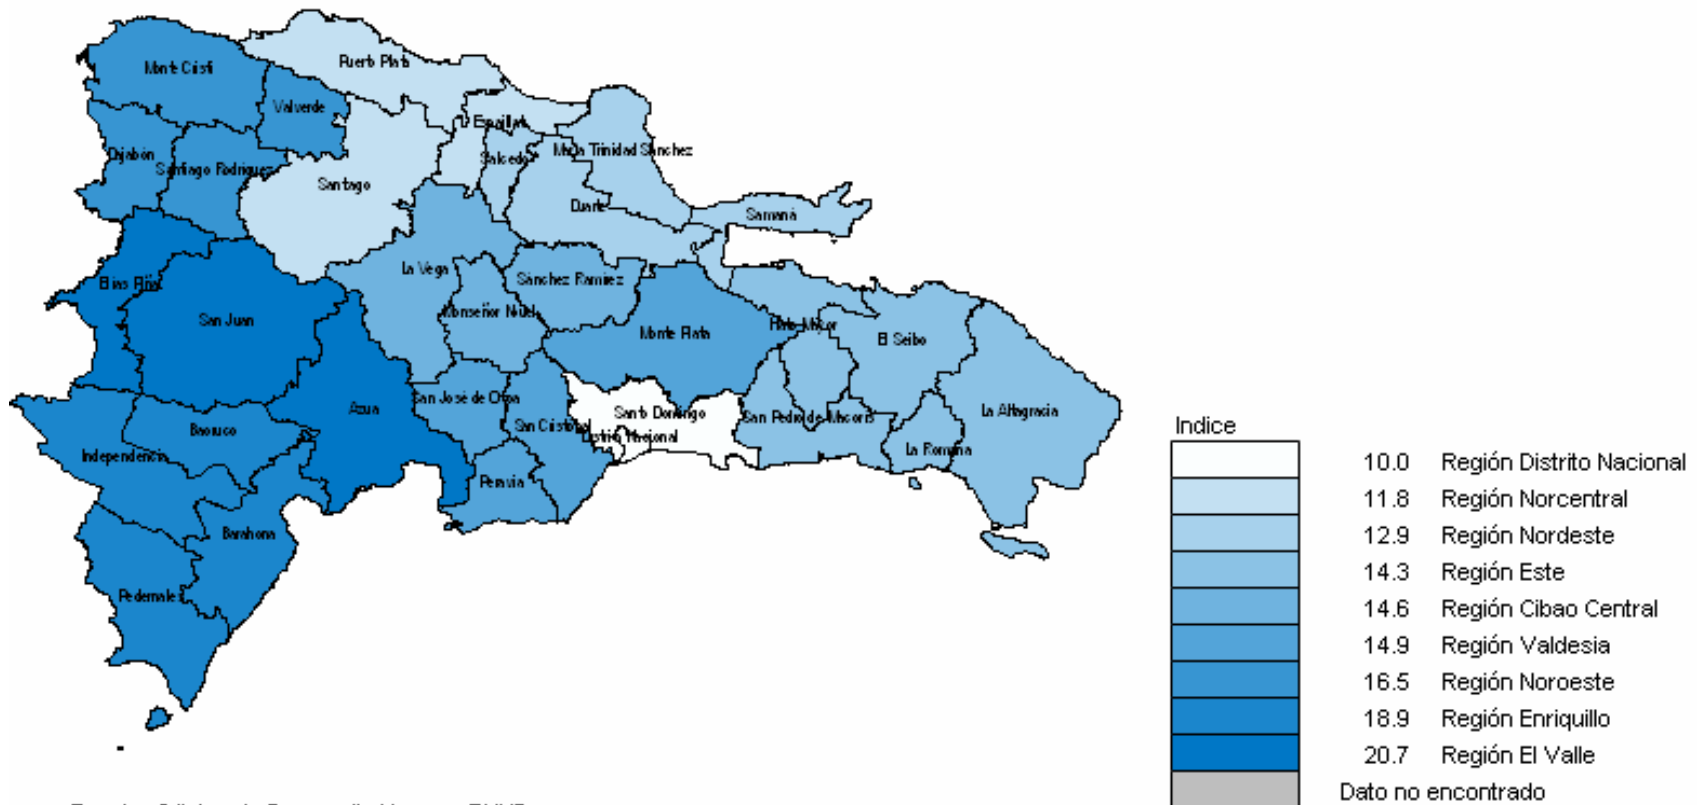 Puerto Plata
Monte Cristi
Valverde
Espaillat
Dajabón
Santiago Rodríguez
Salcedo
María Trinidad Sánchez
Santiago
Duarte
Samaná
La Vega
Sánchez Ramírez
Elías Piña
San Juan
Monseñor Nouel
Monte Plata
Hato Mayor
El Seibo
Azua
San José de Ocoa
Santo Domingo
San Pedro de Macorís
La Altagracia
Baoruco
San Cristóbal
Distrito Nacional
Independencia
La Romana
Peravia
Barahona
Pedernales
Indice
10.0 Región Distrito Nacional
11.8 Región Norcentral
12.9 Región Nordeste
14.3 Región Este
14.6 Región Cibao Central
14.9 Región Valdesia
16.5 Región Noroeste
18.9 Región Enriquillo
20.7 Región El Valle
Dato no encontrado